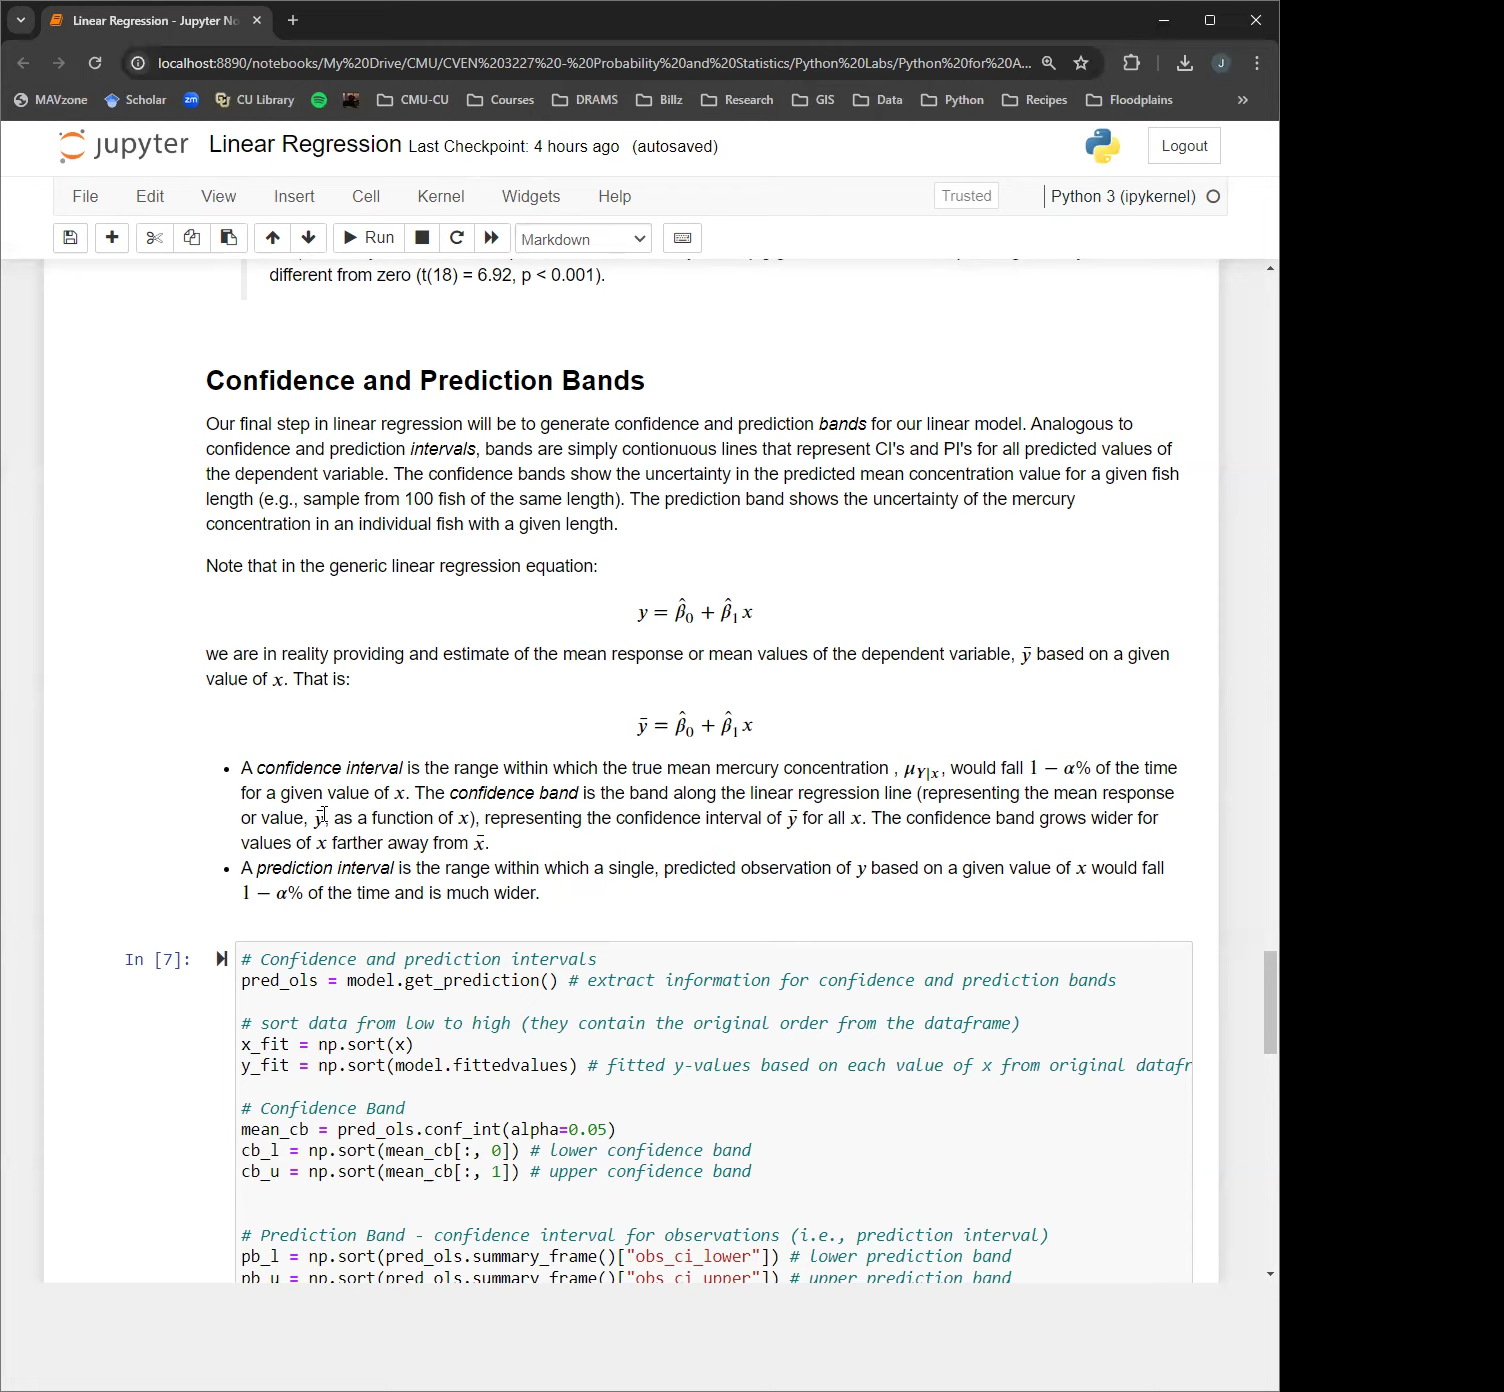 Linear Regression - Jupyter No
localhost:8890/notebooks/My%20Drive/CMU/CVEN%203227%20-%20Probability%20and%20Statistics/Python%20Labs/Python%20for%20A...
J
MAVzone Scholar zm CU Library CMU-CU Courses DRAMS Billz Research GIS Data Python Recipes Floodplains »
jupyter Linear Regression Last Checkpoint: 4 hours ago (autosaved) Logout
File Edit View Insert Cell Kernel Widgets Help Trusted Python 3 (ipykernel)
Run Markdown
different from zero (t(18) = 6.92, p < 0.001).
Confidence and Prediction Bands
Our final step in linear regression will be to generate confidence and prediction bands for our linear model. Analogous to
confidence and prediction intervals, bands are simply contionuous lines that represent CI's and PI's for all predicted values of
the dependent variable. The confidence bands show the uncertainty in the predicted mean concentration value for a given fish
length (e.g., sample from 100 fish of the same length). The prediction band shows the uncertainty of the mercury
concentration in an individual fish with a given length.
Note that in the generic linear regression equation:
y = β̂₀ + β̂₁x
we are in reality providing and estimate of the mean response or mean values of the dependent variable, ȳ based on a given
value of x. That is:
ȳ = β̂₀ + β̂₁x
• A confidence interval is the range within which the true mean mercury concentration , μY|x, would fall 1 − α% of the time
for a given value of x. The confidence band is the band along the linear regression line (representing the mean response
or value, ȳ, as a function of x), representing the confidence interval of ȳ for all x. The confidence band grows wider for
values of x farther away from x̄.
• A prediction interval is the range within which a single, predicted observation of y based on a given value of x would fall
1 − α% of the time and is much wider.
In [7]: # Confidence and prediction intervals
pred_ols = model.get_prediction() # extract information for confidence and prediction bands
# sort data from low to high (they contain the original order from the dataframe)
x_fit = np.sort(x)
y_fit = np.sort(model.fittedvalues) # fitted y-values based on each value of x from original datafr
# Confidence Band
mean_cb = pred_ols.conf_int(alpha=0.05)
cb_l = np.sort(mean_cb[:, 0]) # lower confidence band
cb_u = np.sort(mean_cb[:, 1]) # upper confidence band
# Prediction Band - confidence interval for observations (i.e., prediction interval)
pb_l = np.sort(pred_ols.summary_frame()["obs_ci_lower"]) # lower prediction band
pb_u = np.sort(pred_ols.summary_frame()["obs_ci_upper"]) # upper prediction band